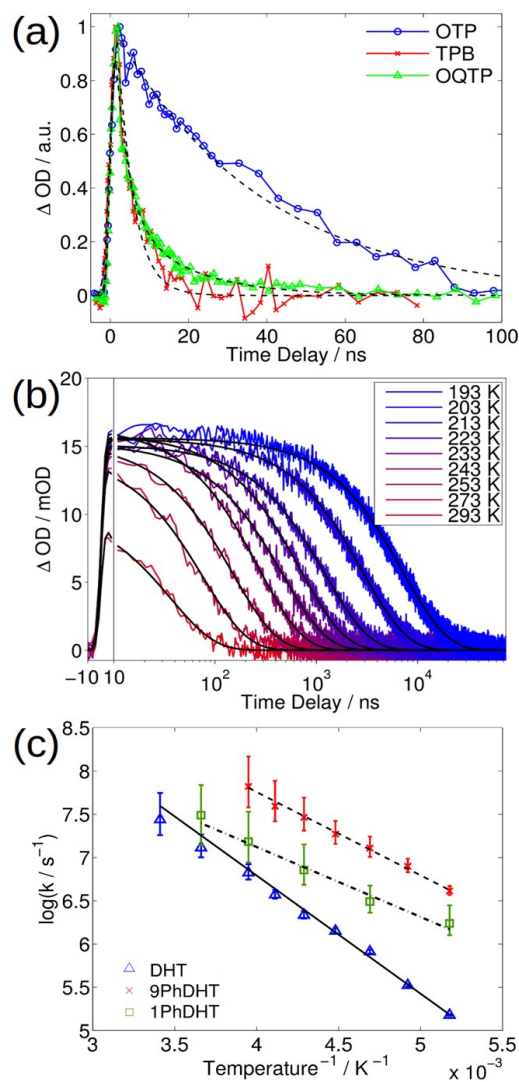 (a)
OTP
TPB
OQTP
1
0.8
0.6
0.4
0.2
0
Δ OD / a.u.
0 20 40 60 80 100
Time Delay / ns
(b)
20
15
10
5
0
Δ OD / mOD
193 K
203 K
213 K
223 K
233 K
243 K
253 K
273 K
293 K
−10 10 10² 10³ 10⁴
Time Delay / ns
(c)
8.5
8
7.5
7
6.5
6
5.5
5
log(k / s⁻¹)
DHT
9PhDHT
1PhDHT
3 3.5 4 4.5 5 5.5
Temperature⁻¹ / K⁻¹
x 10⁻³